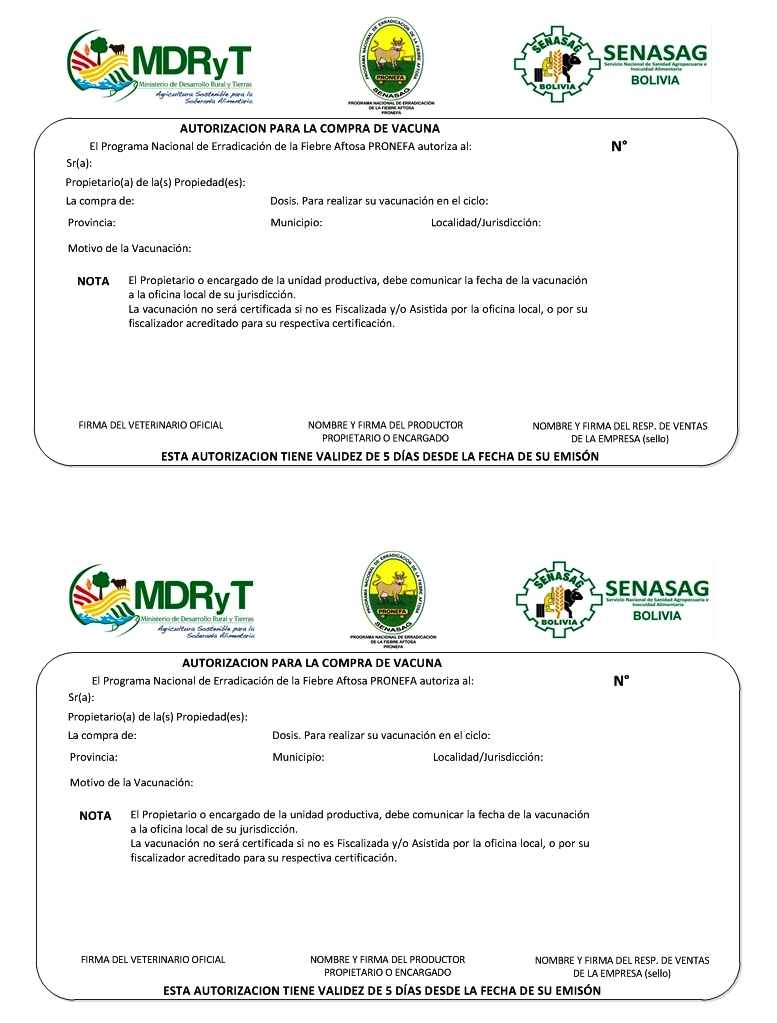 MDRyT
Ministerio de Desarrollo Rural y Tierras
Agricultura Sostenible para la
Soberanía Alimentaria
PROGRAMA NACIONAL DE ERRADICACIÓN DE LA FIEBRE AFTOSA
PRONEFA
SENASAG
PROGRAMA NACIONAL DE ERRADICACIÓN
DE LA FIEBRE AFTOSA
PRONEFA
SENASAG
BOLIVIA
SENASAG
Servicio Nacional de Sanidad Agropecuaria e
Inocuidad Alimentaria
BOLIVIA
AUTORIZACION PARA LA COMPRA DE VACUNA
El Programa Nacional de Erradicación de la Fiebre Aftosa PRONEFA autoriza al: N°
Sr(a):
Propietario(a) de la(s) Propiedad(es):
La compra de: Dosis. Para realizar su vacunación en el ciclo:
Provincia: Municipio: Localidad/Jurisdicción:
Motivo de la Vacunación:
NOTA El Propietario o encargado de la unidad productiva, debe comunicar la fecha de la vacunación
a la oficina local de su jurisdicción.
La vacunación no será certificada si no es Fiscalizada y/o Asistida por la oficina local, o por su
fiscalizador acreditado para su respectiva certificación.
FIRMA DEL VETERINARIO OFICIAL NOMBRE Y FIRMA DEL PRODUCTOR NOMBRE Y FIRMA DEL RESP. DE VENTAS
PROPIETARIO O ENCARGADO DE LA EMPRESA (sello)
ESTA AUTORIZACION TIENE VALIDEZ DE 5 DÍAS DESDE LA FECHA DE SU EMISÓN
MDRyT
Ministerio de Desarrollo Rural y Tierras
Agricultura Sostenible para la
Soberanía Alimentaria
PROGRAMA NACIONAL DE ERRADICACIÓN DE LA FIEBRE AFTOSA
PRONEFA
SENASAG
PROGRAMA NACIONAL DE ERRADICACIÓN
DE LA FIEBRE AFTOSA
PRONEFA
SENASAG
BOLIVIA
SENASAG
Servicio Nacional de Sanidad Agropecuaria e
Inocuidad Alimentaria
BOLIVIA
AUTORIZACION PARA LA COMPRA DE VACUNA
El Programa Nacional de Erradicación de la Fiebre Aftosa PRONEFA autoriza al: N°
Sr(a):
Propietario(a) de la(s) Propiedad(es):
La compra de: Dosis. Para realizar su vacunación en el ciclo:
Provincia: Municipio: Localidad/Jurisdicción:
Motivo de la Vacunación:
NOTA El Propietario o encargado de la unidad productiva, debe comunicar la fecha de la vacunación
a la oficina local de su jurisdicción.
La vacunación no será certificada si no es Fiscalizada y/o Asistida por la oficina local, o por su
fiscalizador acreditado para su respectiva certificación.
FIRMA DEL VETERINARIO OFICIAL NOMBRE Y FIRMA DEL PRODUCTOR NOMBRE Y FIRMA DEL RESP. DE VENTAS
PROPIETARIO O ENCARGADO DE LA EMPRESA (sello)
ESTA AUTORIZACION TIENE VALIDEZ DE 5 DÍAS DESDE LA FECHA DE SU EMISÓN